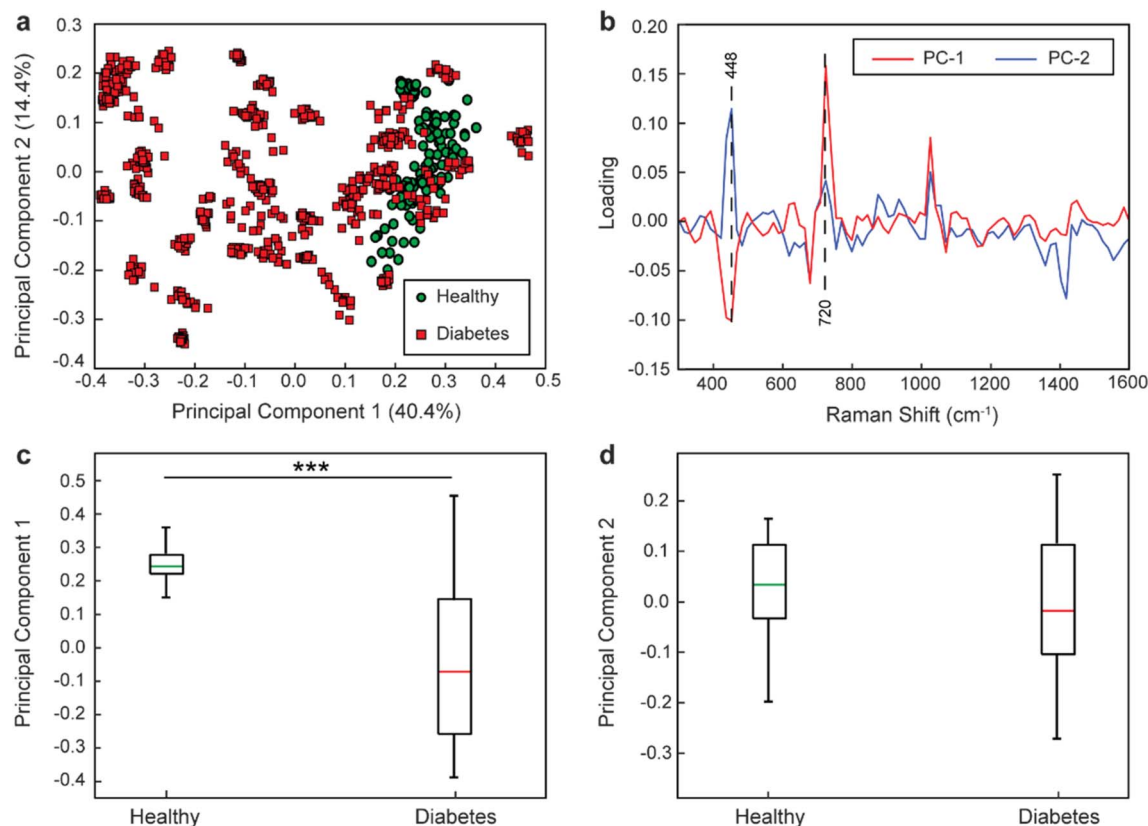 a
0.3
0.2
0.1
0.0
-0.1
-0.2
-0.3
-0.4
Principal Component 2 (14.4%)
Healthy
Diabetes
-0.4 -0.3 -0.2 -0.1 0.0 0.1 0.2 0.3 0.4 0.5
Principal Component 1 (40.4%)
b
0.20
0.15
0.10
0.05
0.00
-0.05
-0.10
-0.15
Loading
PC-1 PC-2
448
720
400 600 800 1000 1200 1400 1600
Raman Shift (cm⁻¹)
c
***
0.5
0.4
0.3
0.2
0.1
0.0
-0.1
-0.2
-0.3
-0.4
Principal Component 1
Healthy Diabetes
d
0.2
0.1
0.0
-0.1
-0.2
-0.3
Principal Component 2
Healthy Diabetes